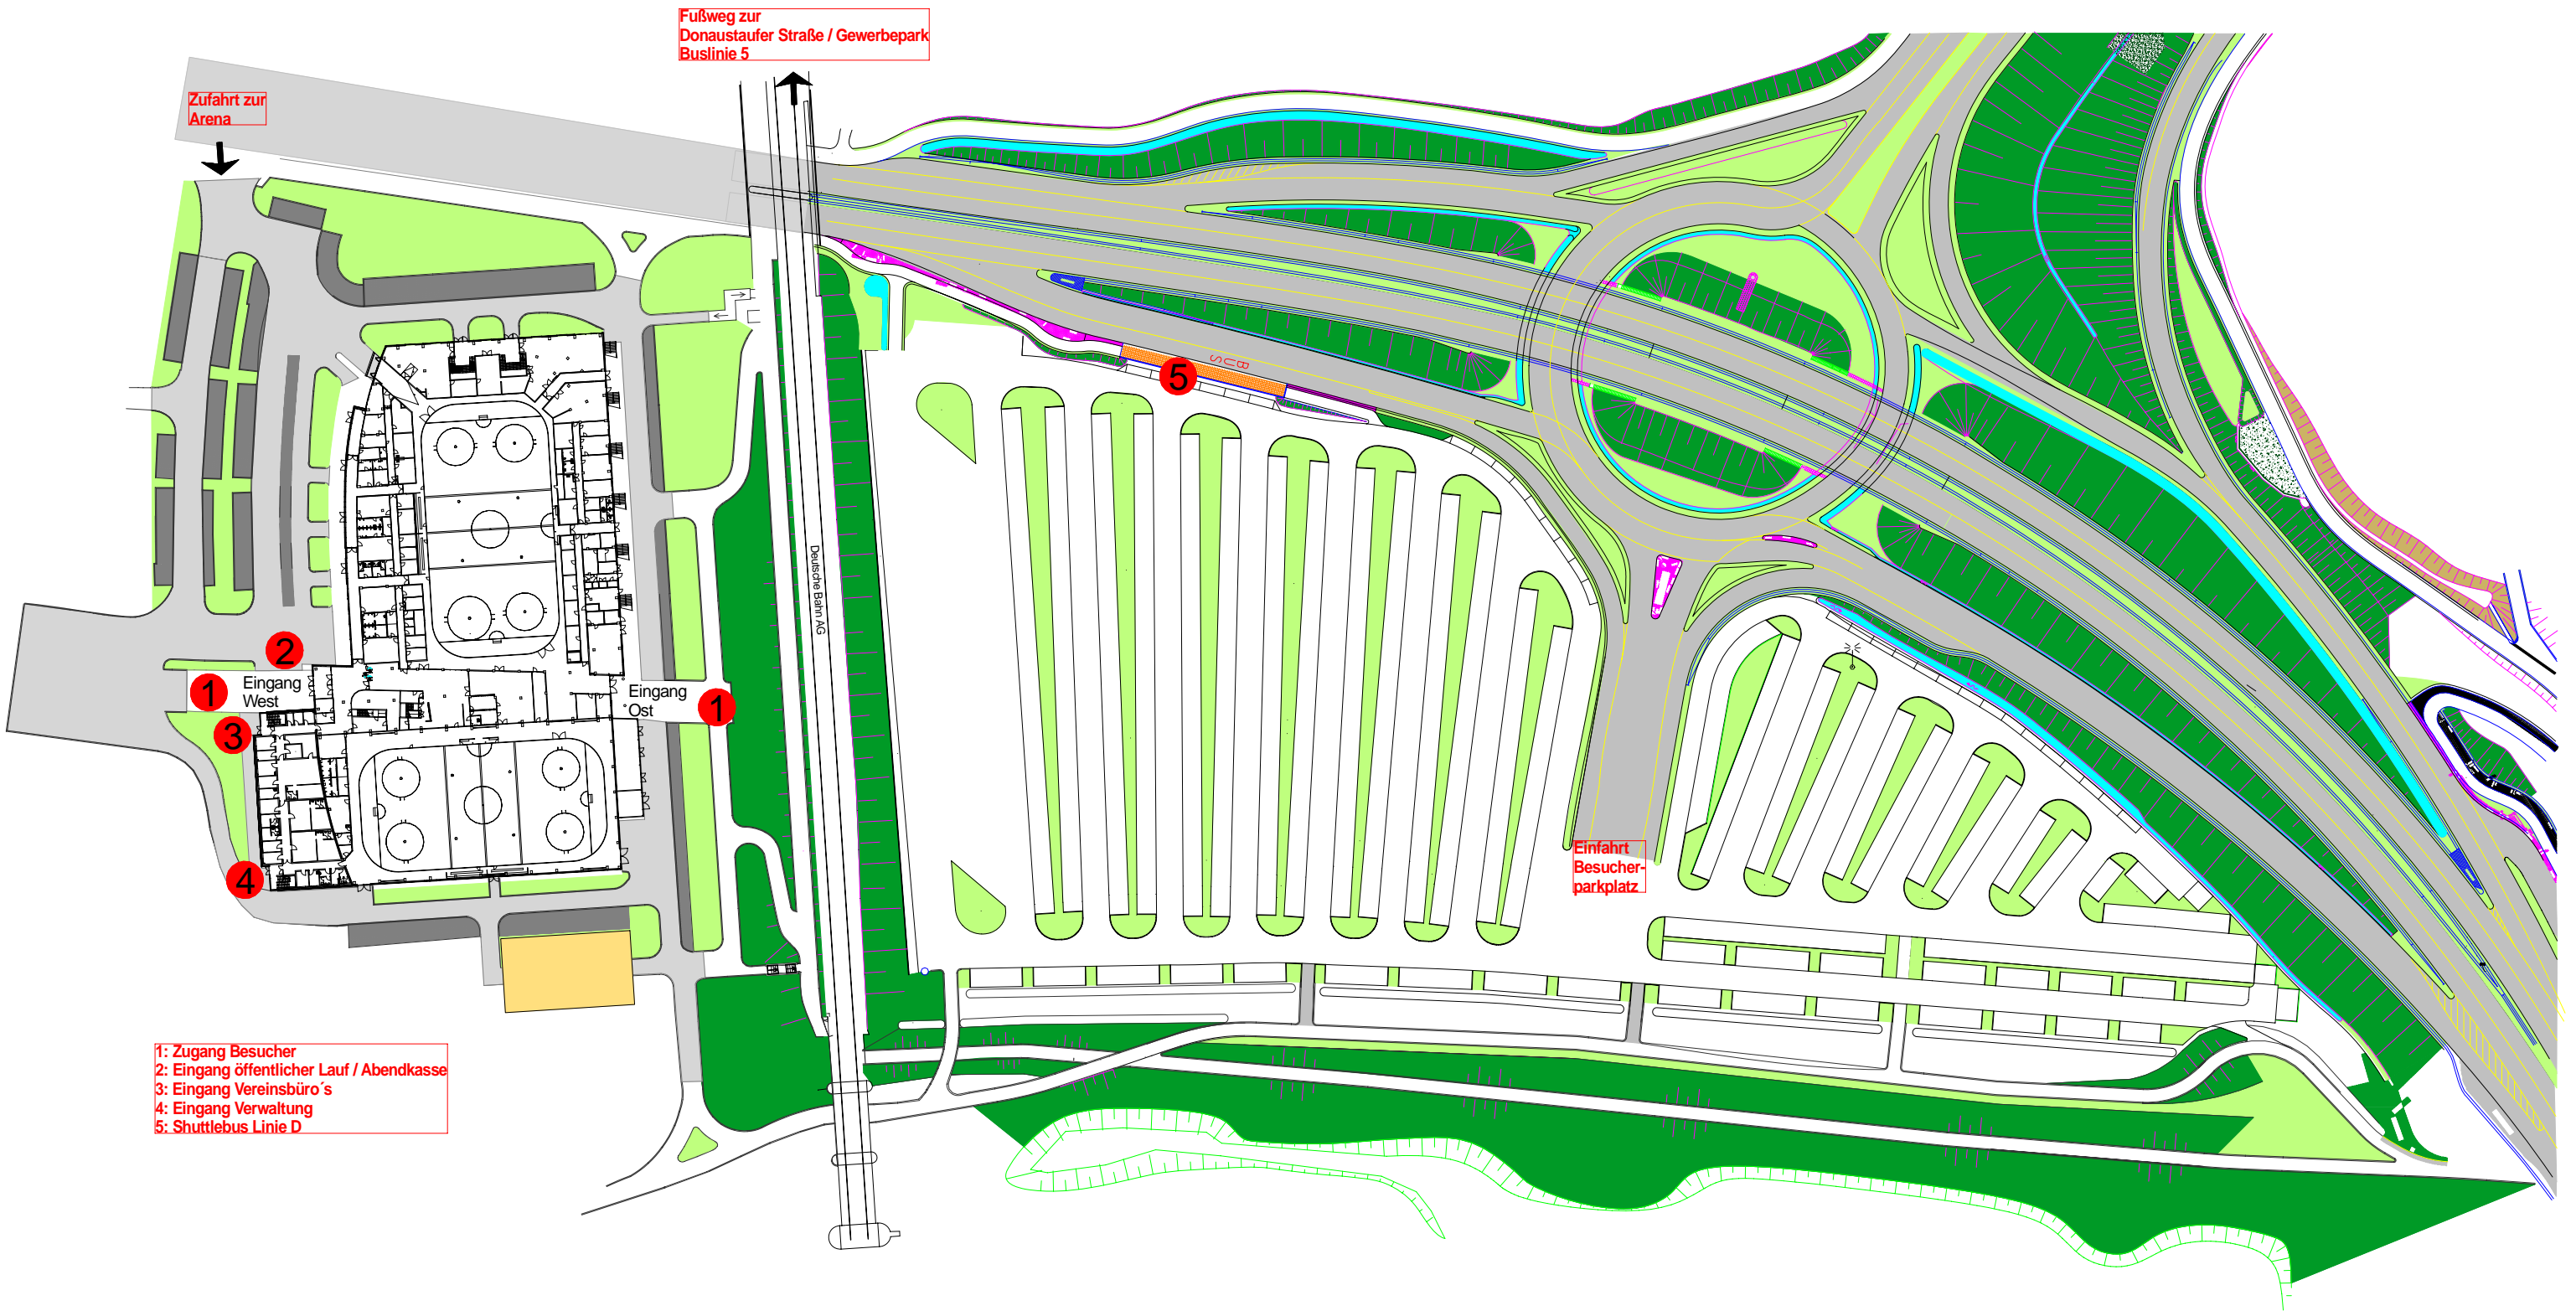 Fußweg zur
Donaustaufer Straße / Gewerbepark
Buslinie 5
Zufahrt zur
Arena
BUS
5
Deutsche Bahn AG
2
1
Eingang
West
Eingang
Ost
1
3
4
Einfahrt
Besucher-
parkplatz
1: Zugang Besucher
2: Eingang öffentlicher Lauf / Abendkasse
3: Eingang Vereinsbüro´s
4: Eingang Verwaltung
5: Shuttlebus Linie D